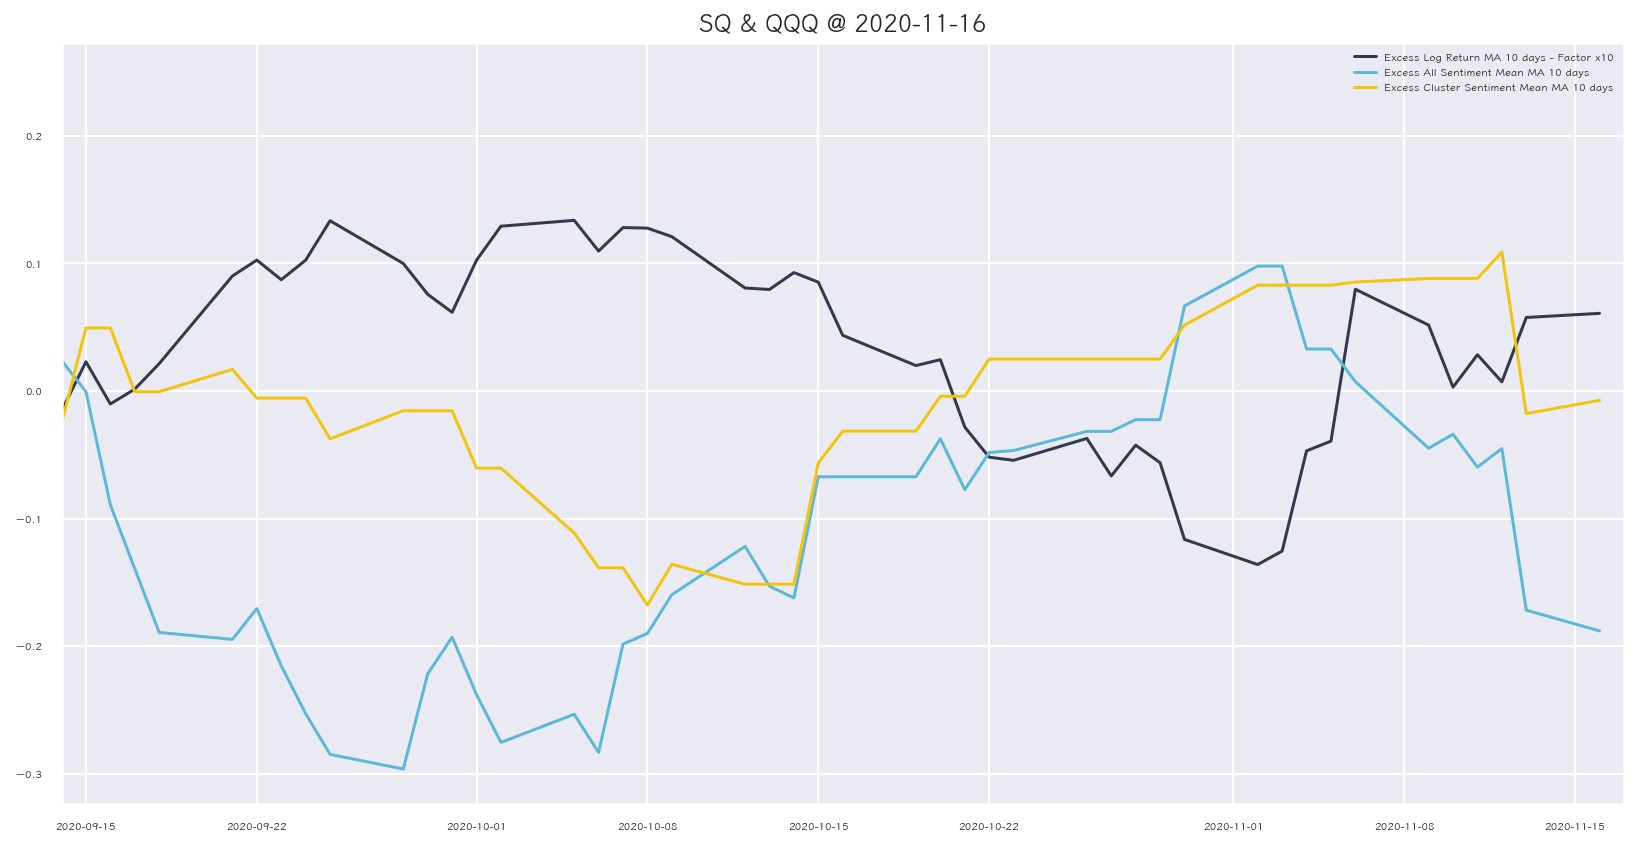 SQ & QQQ @ 2020-11-16
Excess Log Return MA 10 days - Factor x10
Excess All Sentiment Mean MA 10 days
Excess Cluster Sentiment Mean MA 10 days
0.2
0.1
0.0
−0.1
−0.2
−0.3
2020-09-15 2020-09-22 2020-10-01 2020-10-08 2020-10-15 2020-10-22 2020-11-01 2020-11-08 2020-11-15